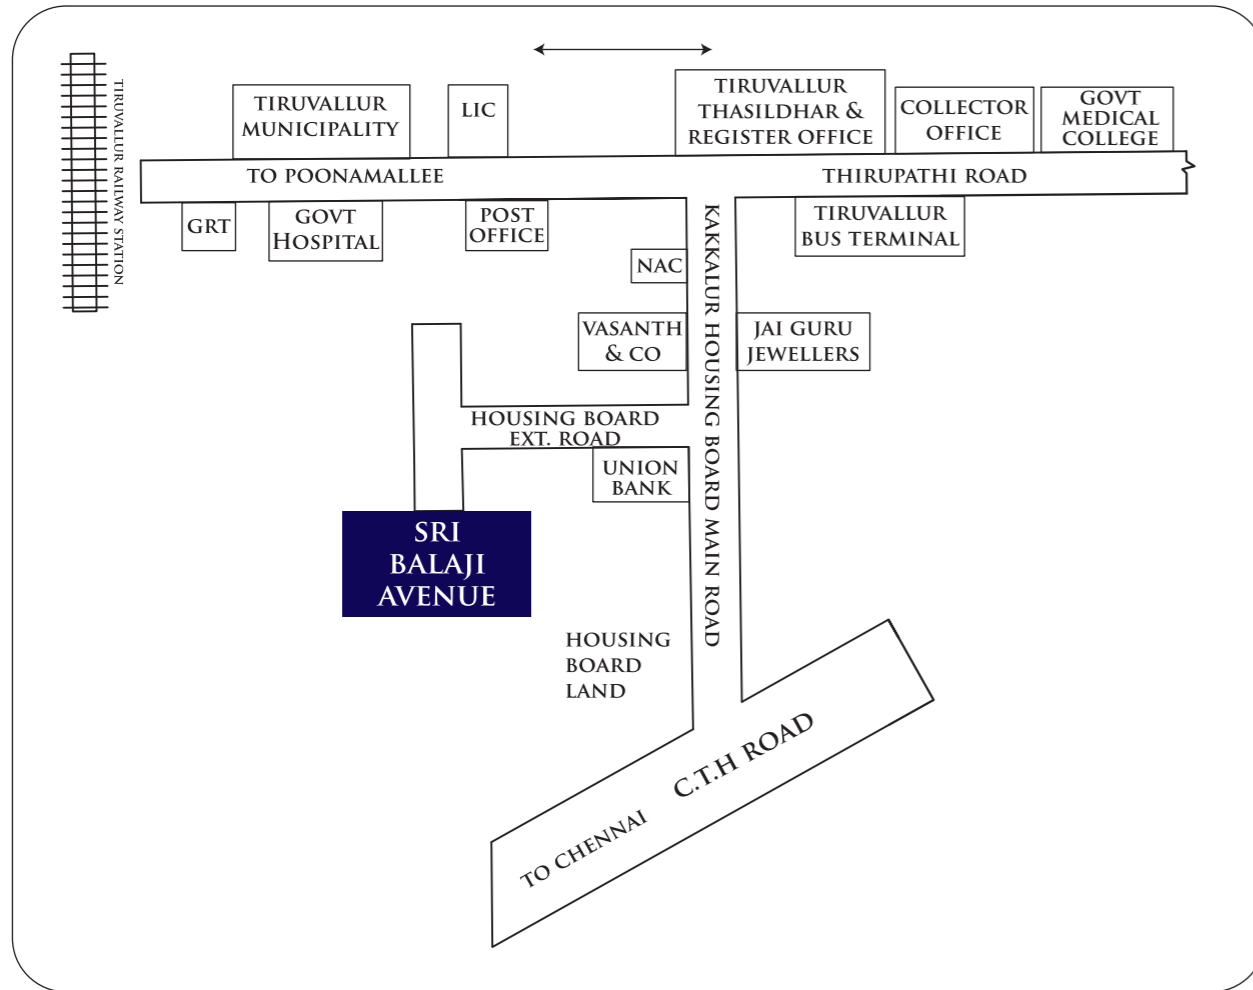 TIRUVALLUR RAILWAY STATION
TIRUVALLUR
MUNICIPALITY
LIC
TIRUVALLUR
THASILDHAR &
REGISTER OFFICE
COLLECTOR
OFFICE
GOVT
MEDICAL
COLLEGE
TO POONAMALLEE
THIRUPATHI ROAD
GRT
GOVT
HOSPITAL
POST
OFFICE
TIRUVALLUR
BUS TERMINAL
KAKKALUR HOUSING BOARD MAIN ROAD
NAC
VASANTH
& CO
JAI GURU
JEWELLERS
HOUSING BOARD
EXT. ROAD
UNION
BANK
SRI
BALAJI
AVENUE
HOUSING
BOARD
LAND
C.T.H ROAD
TO CHENNAI